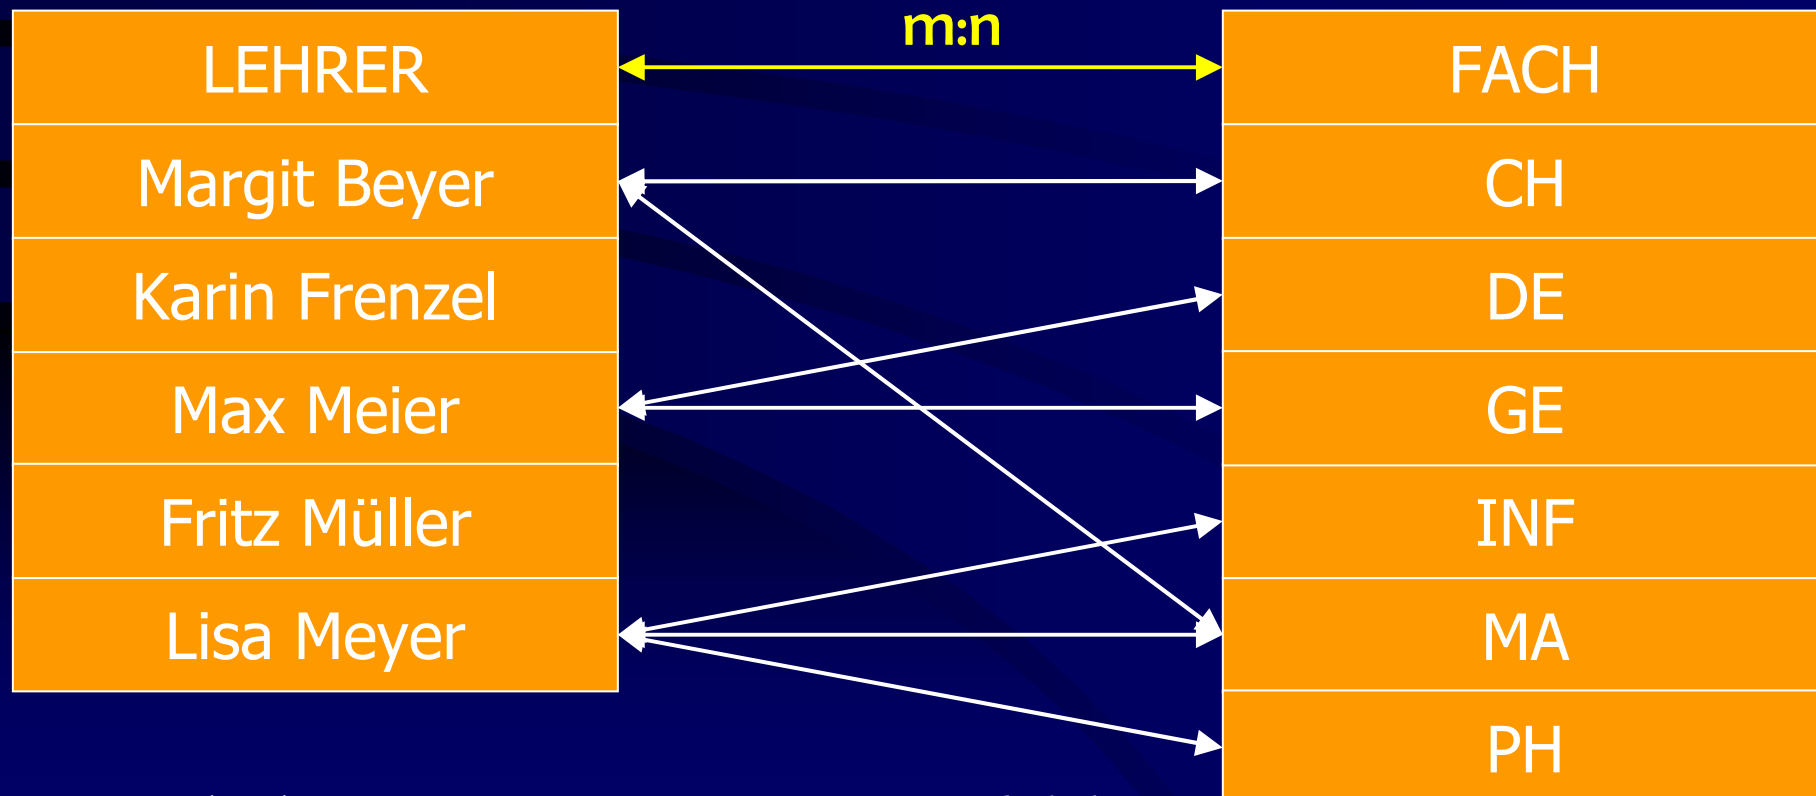 m:n
LEHRER
FACH
Margit Beyer
CH
Karin Frenzel
DE
Max Meier
GE
Fritz Müller
INF
Lisa Meyer
MA
PH